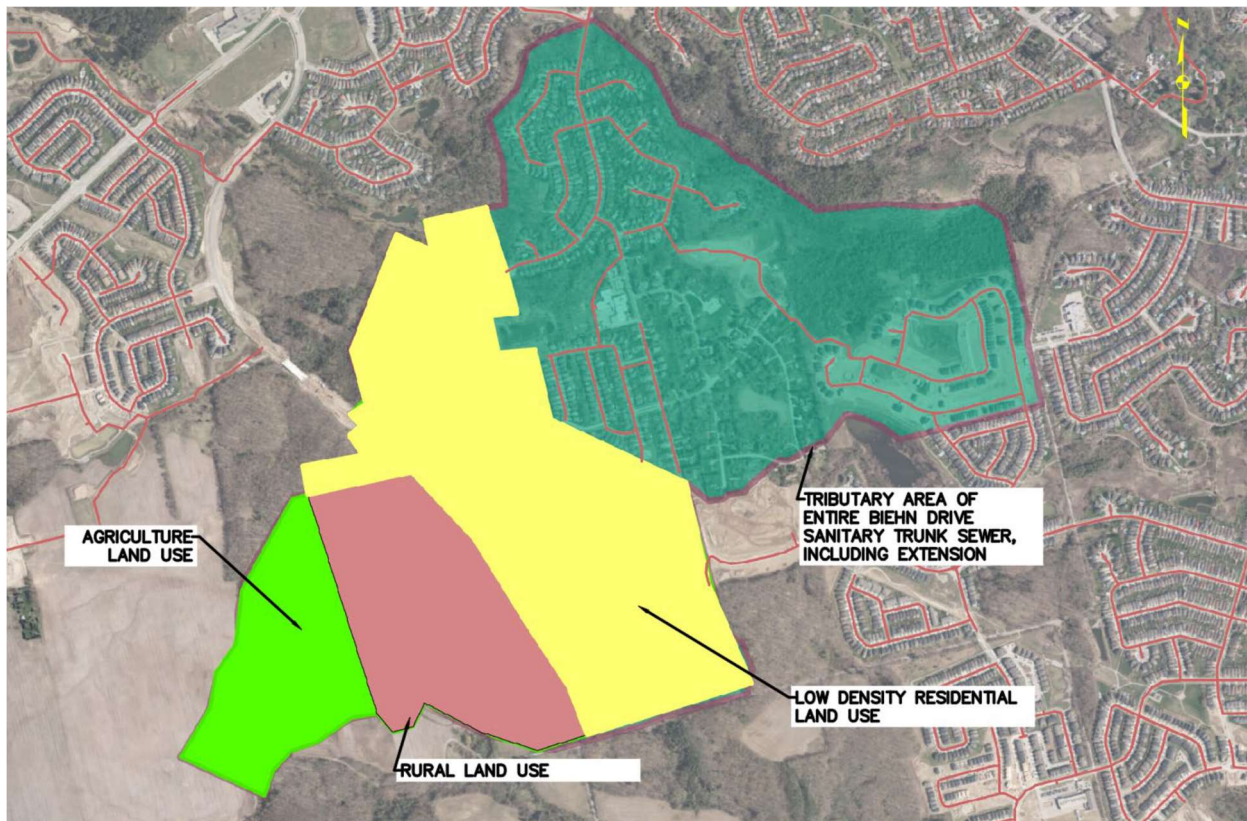 TRIBUTARY AREA OF
ENTIRE BIEHN DRIVE
SANITARY TRUNK SEWER,
INCLUDING EXTENSION
AGRICULTURE
LAND USE
LOW DENSITY RESIDENTIAL
LAND USE
RURAL LAND USE